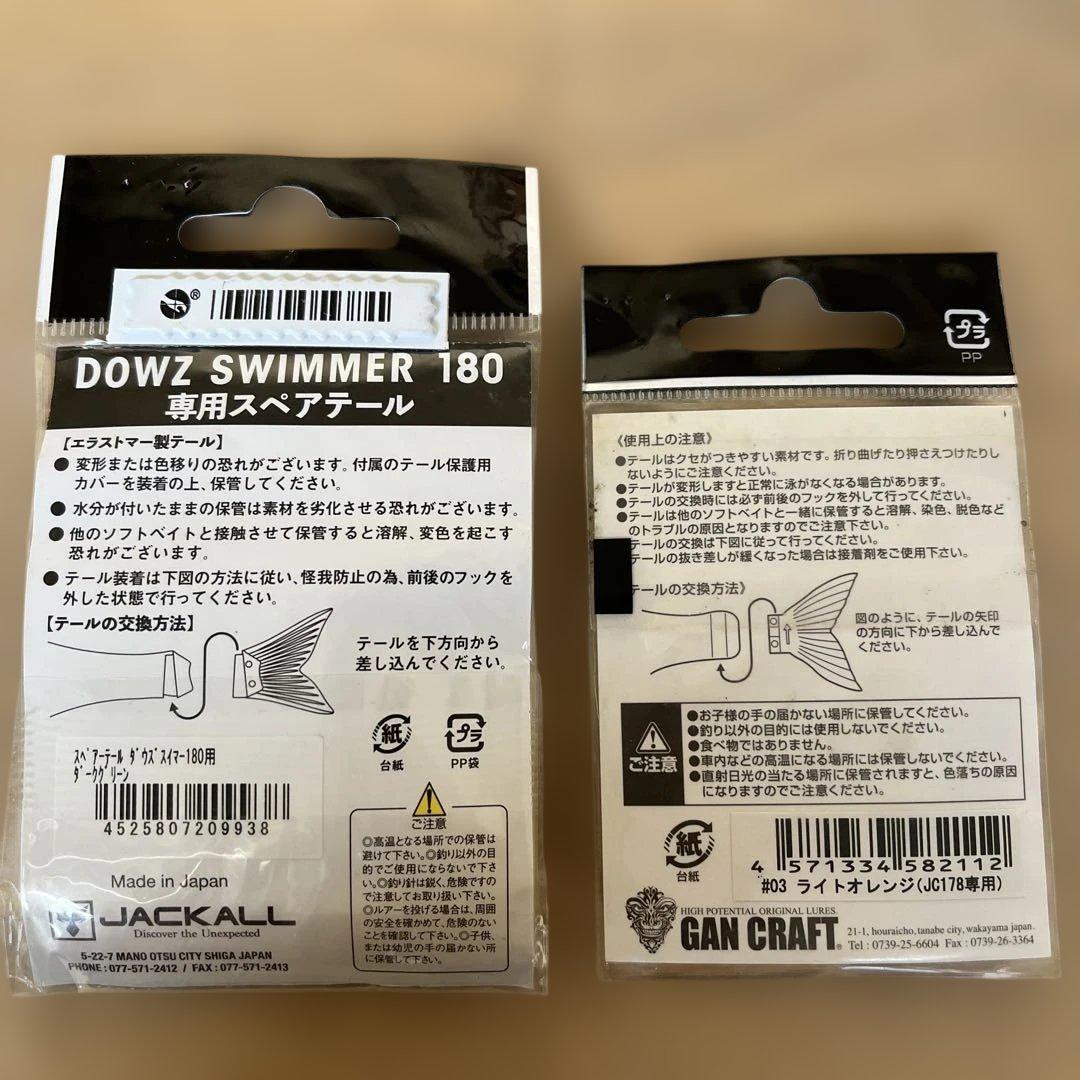 ®
DOWZ SWIMMER 180
専用スペアテール
【エラストマー製テール】
● 変形または色移りの恐れがございます。付属のテール保護用
カバーを装着の上、保管してください。
● 水分が付いたままの保管は素材を劣化させる恐れがございます。
● 他のソフトベイトと接触させて保管すると溶解、変色を起こす
恐れがございます。
● テール装着は下図の方法に従い、怪我防止の為、前後のフックを
外した状態で行ってください。
【テールの交換方法】
テールを下方向から
差し込んでください。
紙
台紙
プラ
PP袋
ｽﾍﾟｱｰﾃｰﾙ ﾀﾞｳｽﾞｽｲﾏｰ180用
ﾀﾞｰｸｸﾞﾘｰﾝ
4525807209938
ご注意
◎高温となる場所での保管は
避けて下さい。◎釣り以外の目
的でご使用にならないで下さ
い。◎釣り針は鋭く、危険ですの
で注意してお取り扱い下さい。
◎ルアーを投げる場合は、周囲
の安全を確かめて、危険のない
ことを確認して下さい。◎子供、
または幼児の手の届かない所
に保管して下さい。
Made in Japan
JACKALL
Discover the Unexpected
5-22-7 MANO OTSU CITY SHIGA JAPAN
PHONE : 077-571-2412 / FAX : 077-571-2413
プラ
PP
《使用上の注意》
●テールはクセがつきやすい素材です。折り曲げたり押さえつけたりし
ないようにご注意ください。
●テールが変形しますと正常に泳がなくなる場合があります。
●テールの交換時には必ず前後のフックを外して行ってください。
●テールは他のソフトベイトと一緒に保管すると溶解、染色、脱色など
のトラブルの原因となりますのでご注意下さい。
テールの交換は下図に従って行ってください。
テールの抜き差しが緩くなった場合は接着剤をご使用下さい。
テールの交換方法》
図のように、テールの矢印
の方向に下から差し込んで
ください。
ご注意
●お子様の手の届かない場所に保管してください。
●釣り以外の目的には使用しないでください。
●食べ物ではありません。
●車内などの高温になる場所には保管しないでください。
●直射日光の当たる場所に保管されますと、色落ちの原因
になりますのでご注意ください。
紙
台紙
4 571334 582112
#03 ライトオレンジ(JC178専用)
HIGH POTENTIAL ORIGINAL LURES.
GAN CRAFT®
21-1, houraicho, tanabe city, wakayama japan.
Tel : 0739-25-6604 Fax : 0739-26-3364